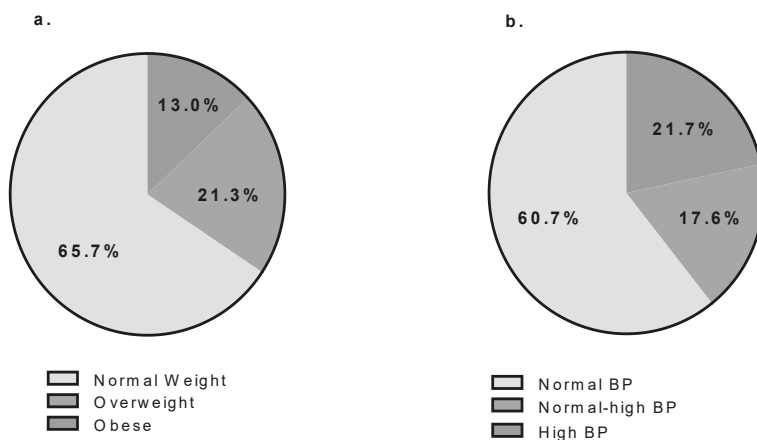 a.
13.0%
21.3%
65.7%
Normal Weight
Overweight
Obese
b.
21.7%
60.7%
17.6%
Normal BP
Normal-high BP
High BP